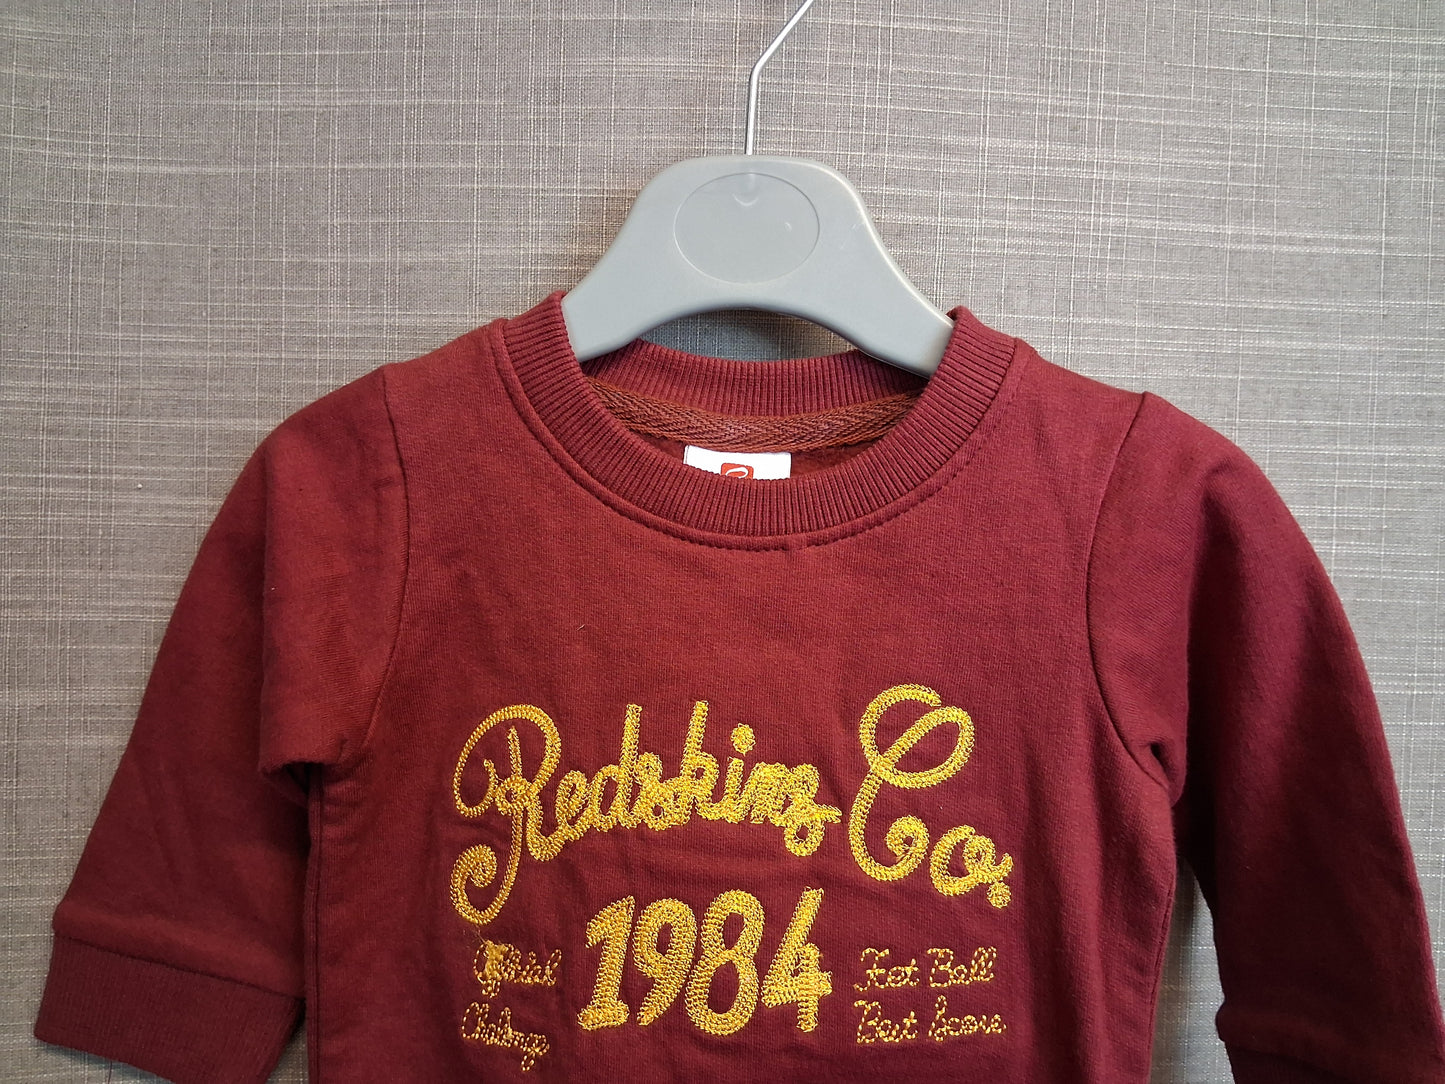 Redskins Co.
1984
Official
Challenge
Foot Ball
Best Score